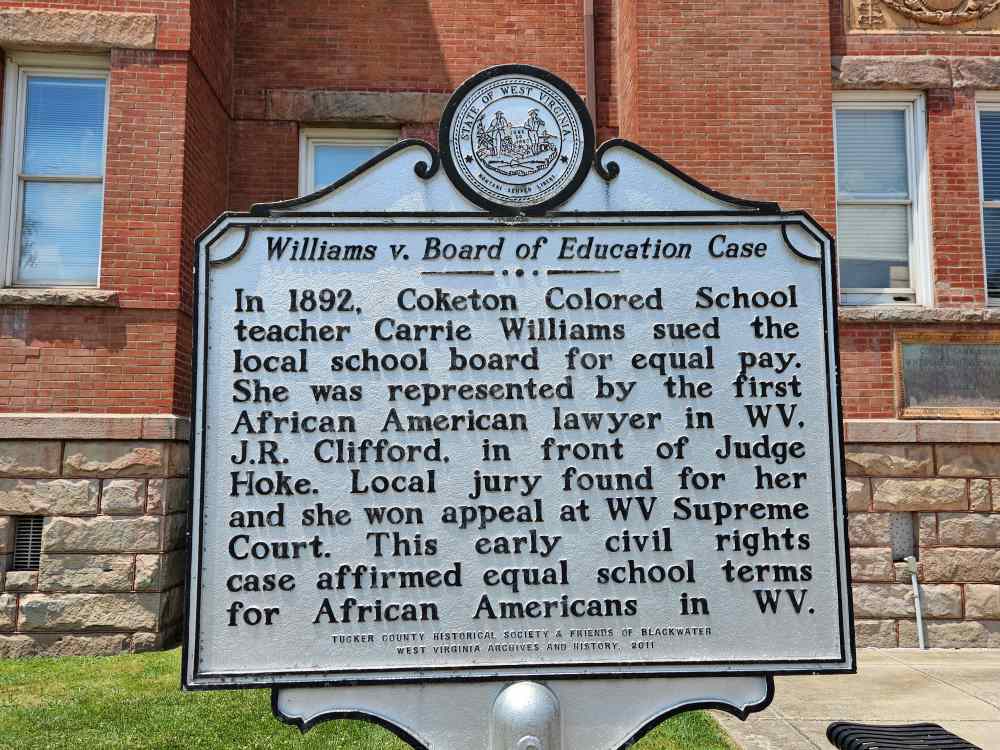 STATE OF WEST VIRGINIA
MONTANI SEMPER LIBERI
Williams v. Board of Education Case
In 1892, Coketon Colored School
teacher Carrie Williams sued the
local school board for equal pay.
She was represented by the first
African American lawyer in WV,
J.R. Clifford, in front of Judge
Hoke. Local jury found for her
and she won appeal at WV Supreme
Court. This early civil rights
case affirmed equal school terms
for African Americans in WV.
TUCKER COUNTY HISTORICAL SOCIETY & FRIENDS OF BLACKWATER
WEST VIRGINIA ARCHIVES AND HISTORY, 2011